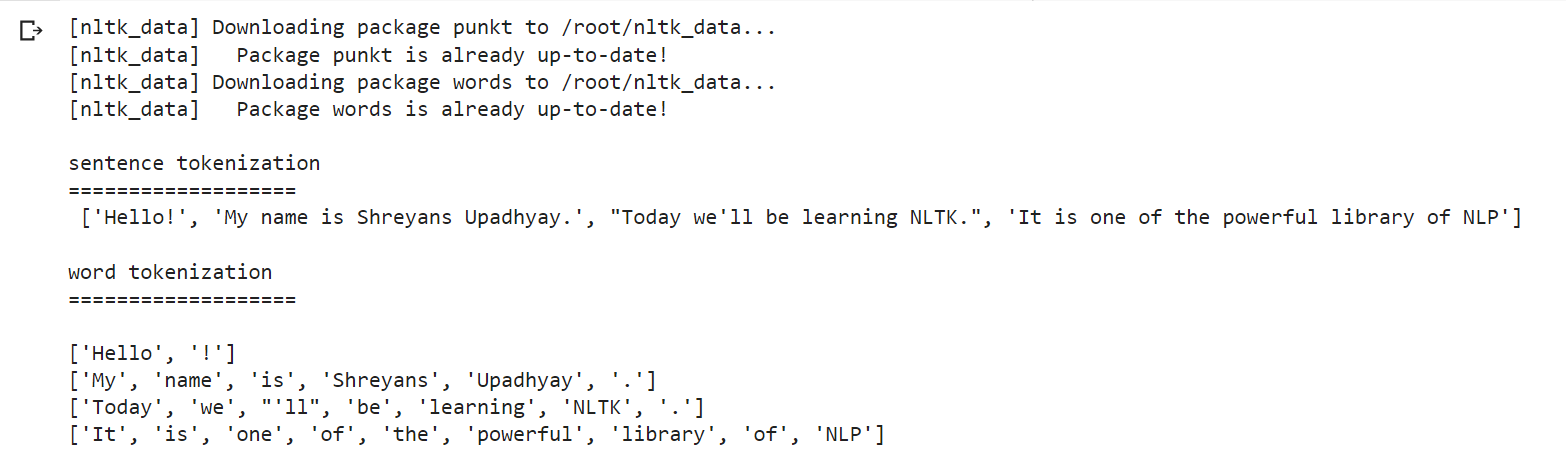 [nltk_data] Downloading package punkt to /root/nltk_data...
[nltk_data]   Package punkt is already up-to-date!
[nltk_data] Downloading package words to /root/nltk_data...
[nltk_data]   Package words is already up-to-date!
sentence tokenization
===================
['Hello!', 'My name is Shreyans Upadhyay.', "Today we'll be learning NLTK.", 'It is one of the powerful library of NLP']
word tokenization
===================
['Hello', '!']
['My', 'name', 'is', 'Shreyans', 'Upadhyay', '.']
['Today', 'we', "'ll", 'be', 'learning', 'NLTK', '.']
['It', 'is', 'one', 'of', 'the', 'powerful', 'library', 'of', 'NLP']